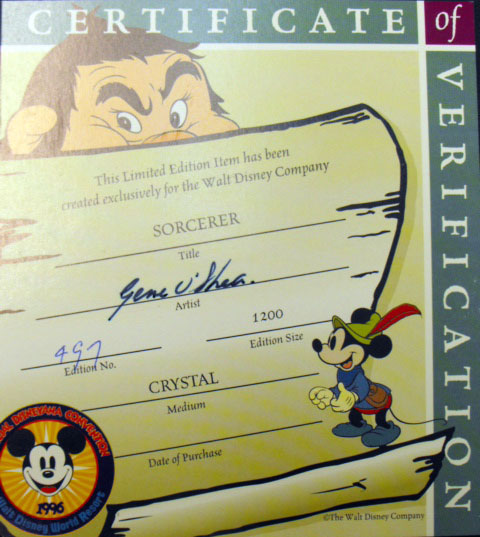 CERTIFICATE of
VERIFICATION
This Limited Edition Item has been
created exclusively for the Walt Disney Company
SORCERER
Title
Gene O'Shea.
Artist
497
Edition No.
1200
Edition Size
CRYSTAL
Medium
Date of Purchase
DISNEYANA CONVENTION
1996
Walt Disney World Resort
©The Walt Disney Company